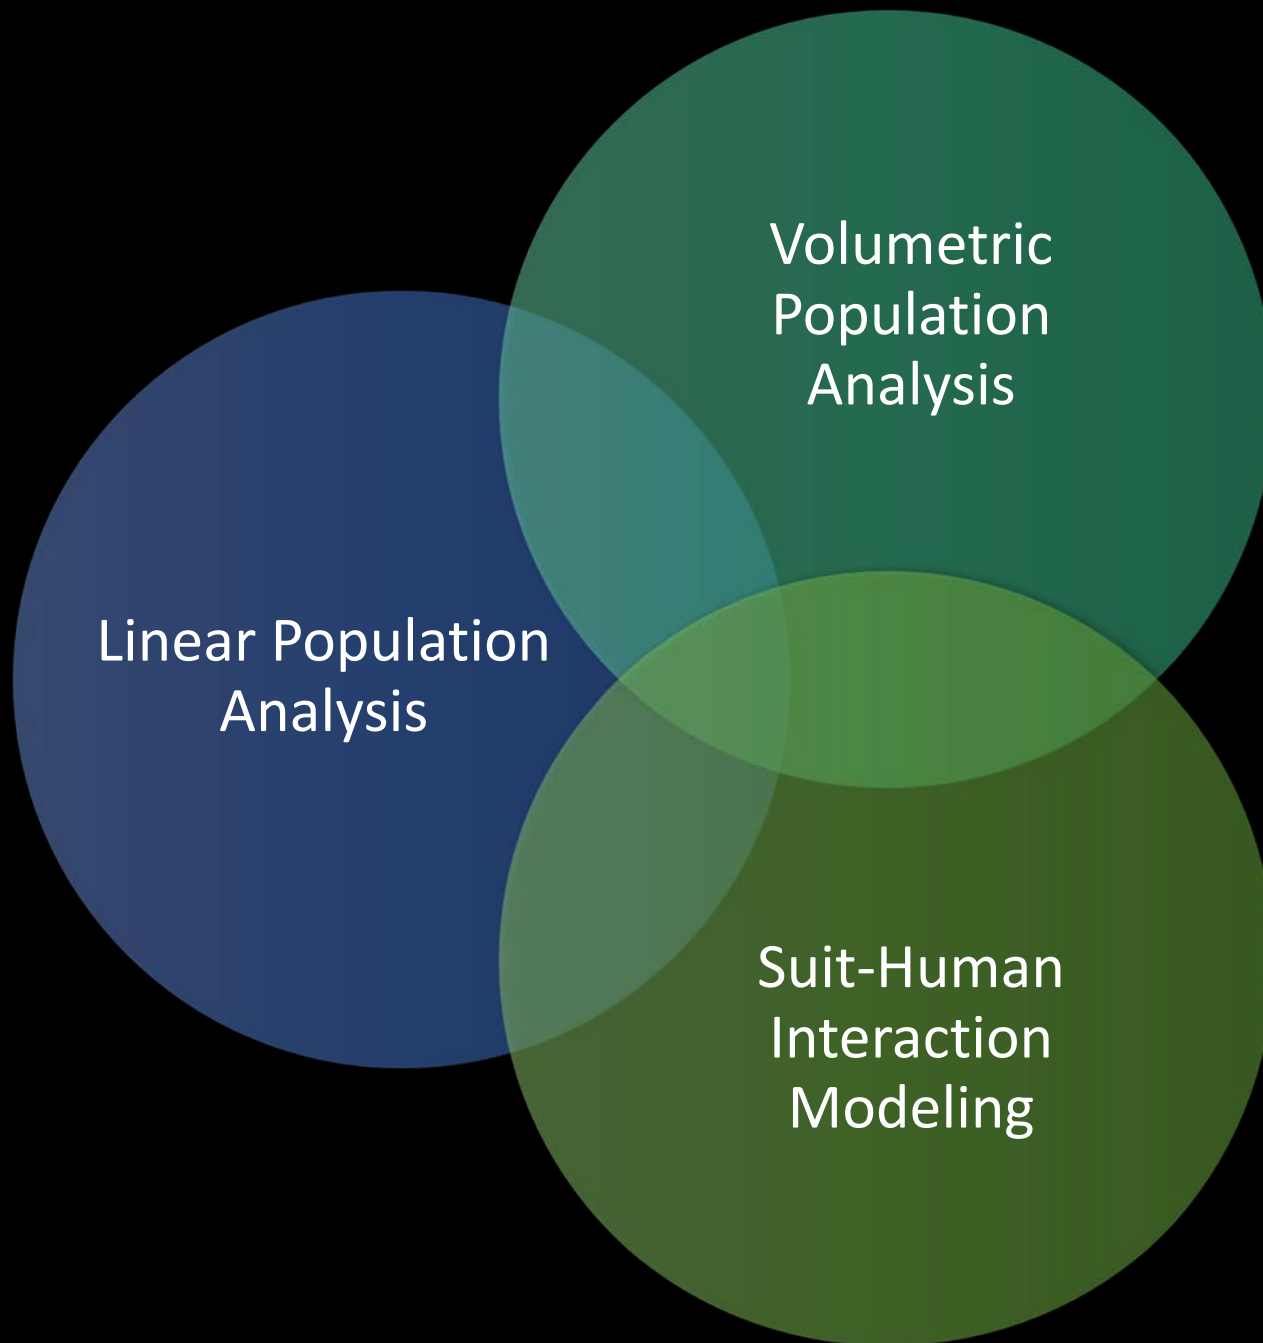 Volumetric
Population
Analysis
Linear Population
Analysis
Suit-Human
Interaction
Modeling